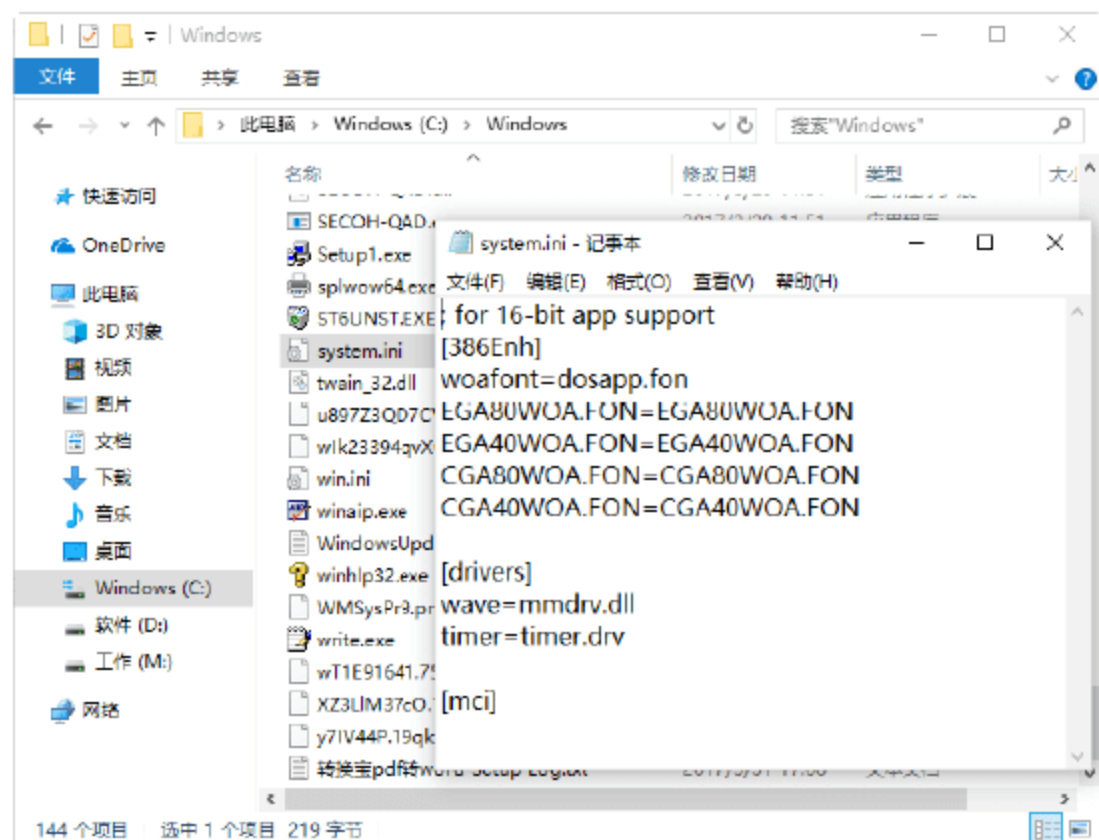 Windows
文件 主页 共享 查看
此电脑 > Windows (C:) > Windows 搜索"Windows"
名称 修改日期 类型 大小
快速访问
OneDrive
此电脑
3D 对象
视频
图片
文档
下载
音乐
桌面
Windows (C:)
软件 (D:)
工作 (M:)
网络
SECOH-QAD.
Setup1.exe
splwow64.exe
ST6UNST.EXE
system.ini
twain_32.dll
win.ini
winaip.exe
WindowsUpd
winhlp32.exe
WMSysPr9.pr
write.exe
system.ini - 记事本
文件(F) 编辑(E) 格式(O) 查看(V) 帮助(H)
; for 16-bit app support
[386Enh]
woafont=dosapp.fon
EGA80WOA.FON=EGA80WOA.FON
EGA40WOA.FON=EGA40WOA.FON
CGA80WOA.FON=CGA80WOA.FON
CGA40WOA.FON=CGA40WOA.FON
[drivers]
wave=mmdrv.dll
timer=timer.drv
[mci]
144 个项目 选中 1 个项目 219 字节